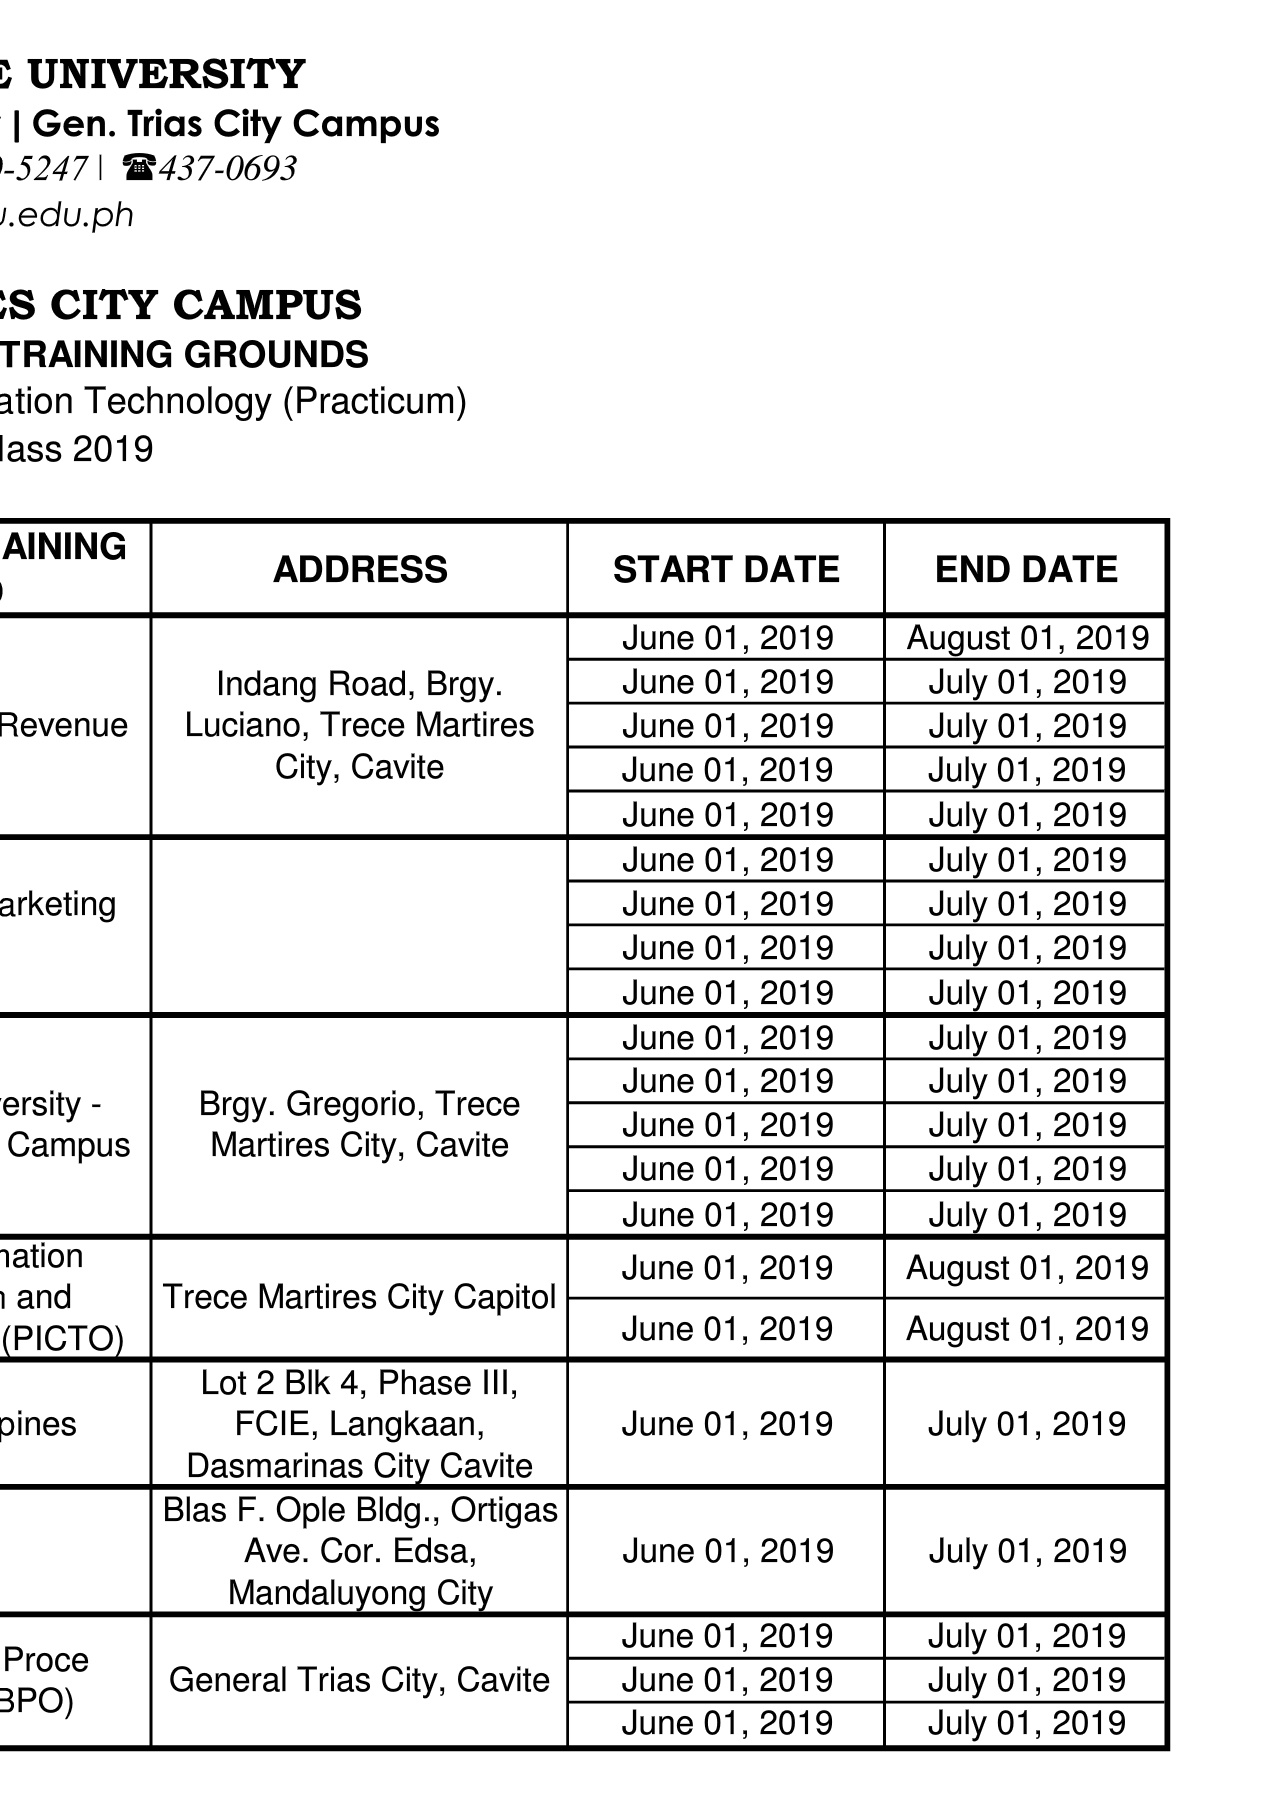 E UNIVERSITY
| Gen. Trias City Campus
-5247 | ☎437-0693
u.edu.ph
ES CITY CAMPUS
TRAINING GROUNDS
ation Technology (Practicum)
lass 2019
AINING
ADDRESS
START DATE
END DATE
Revenue
Indang Road, Brgy.
Luciano, Trece Martires
City, Cavite
June 01, 2019 August 01, 2019
June 01, 2019 July 01, 2019
June 01, 2019 July 01, 2019
June 01, 2019 July 01, 2019
June 01, 2019 July 01, 2019
arketing
June 01, 2019 July 01, 2019
June 01, 2019 July 01, 2019
June 01, 2019 July 01, 2019
June 01, 2019 July 01, 2019
ersity -
Campus
Brgy. Gregorio, Trece
Martires City, Cavite
June 01, 2019 July 01, 2019
June 01, 2019 July 01, 2019
June 01, 2019 July 01, 2019
June 01, 2019 July 01, 2019
June 01, 2019 July 01, 2019
mation
n and
(PICTO)
Trece Martires City Capitol
June 01, 2019 August 01, 2019
June 01, 2019 August 01, 2019
pines
Lot 2 Blk 4, Phase III,
FCIE, Langkaan,
Dasmarinas City Cavite
June 01, 2019 July 01, 2019
Blas F. Ople Bldg., Ortigas
Ave. Cor. Edsa,
Mandaluyong City
June 01, 2019 July 01, 2019
Proce
BPO)
General Trias City, Cavite
June 01, 2019 July 01, 2019
June 01, 2019 July 01, 2019
June 01, 2019 July 01, 2019